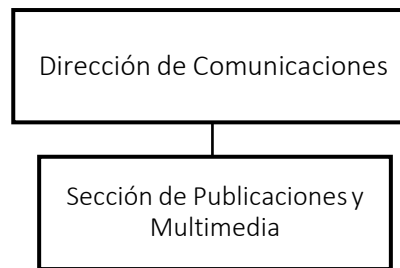 Dirección de Comunicaciones
Sección de Publicaciones y
Multimedia